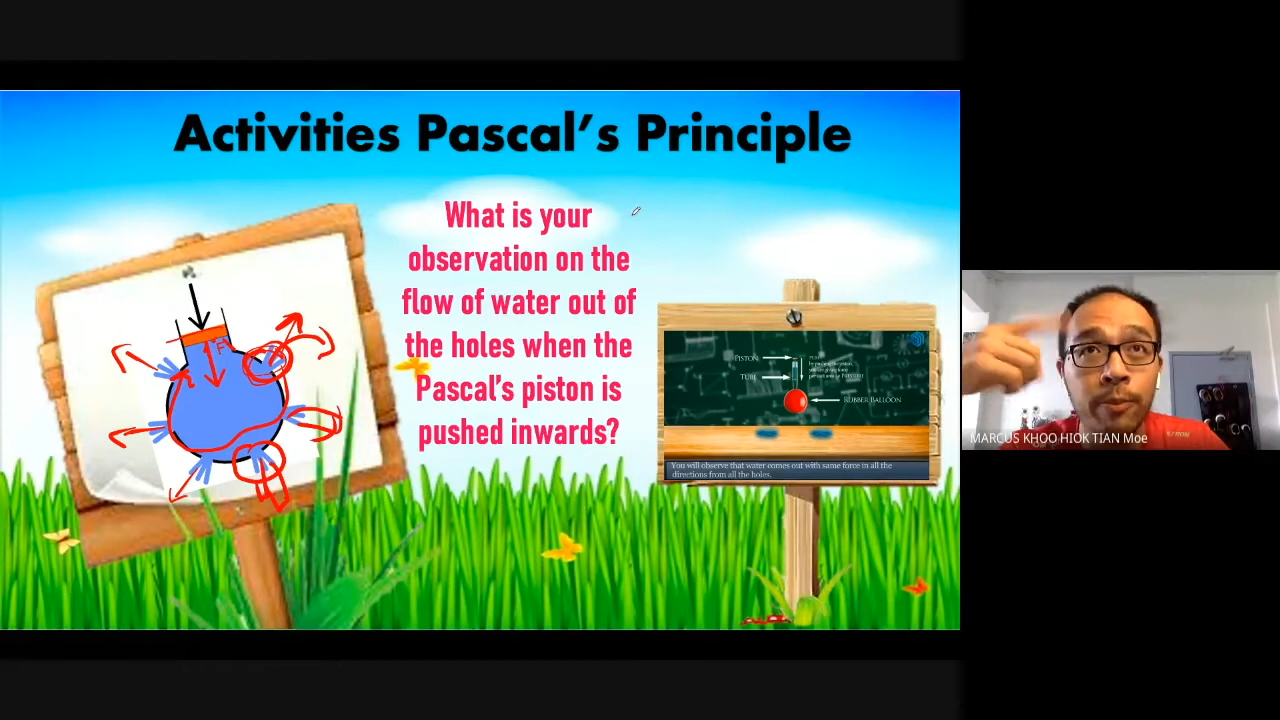 Activities Pascal's Principle
What is your
observation on the
flow of water out of
the holes when the
Pascal's piston is
pushed inwards?
F
PISTON
TUBE
RUBBER BALLOON
You will observe that water comes out with same force in all the
directions from all the holes.
MARCUS KHOO HIOK TIAN Moe